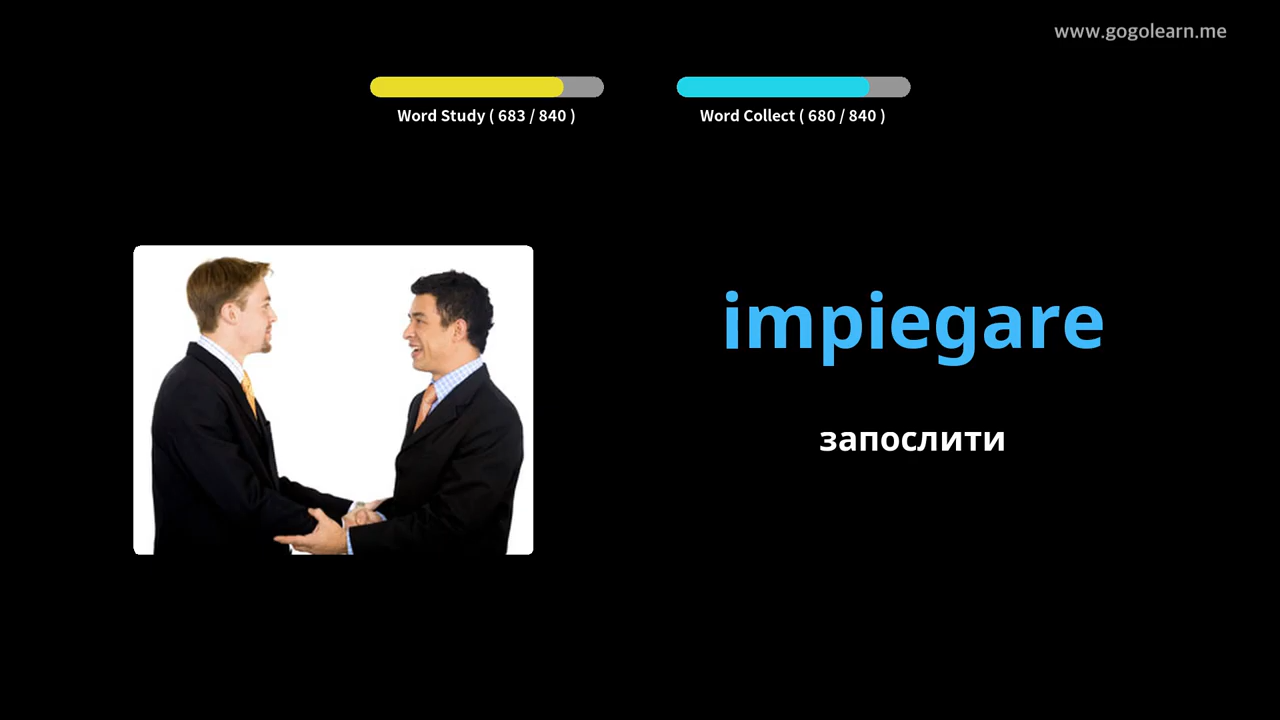 www.gogolearn.me
Word Study ( 683 / 840 )
Word Collect ( 680 / 840 )
impiegare
запослити